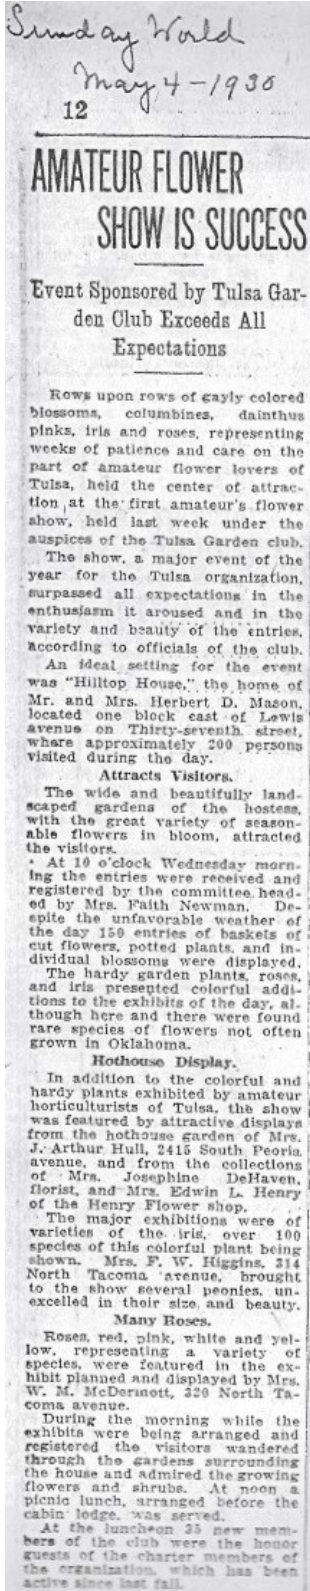 Sunday World
May 4-1930
12
AMATEUR FLOWER
SHOW IS SUCCESS
Event Sponsored by Tulsa Gar-
den Club Exceeds All
Expectations
Rows upon rows of gayly colored
blossoms, columbines, dainthus
pinks, iris and roses, representing
weeks of patience and care on the
part of amateur flower lovers of
Tulsa, held the center of attrac-
tion at the first amateur's flower
show, held last week under the
auspices of the Tulsa Garden club.
The show, a major event of the
year for the Tulsa organization,
surpassed all expectations in the
enthusiasm it aroused and in the
variety and beauty of the entries,
according to officials of the club.
An ideal setting for the event
was "Hilltop House," the home of
Mr. and Mrs. Herbert D. Mason,
located one block east of Lewis
avenue on Thirty-seventh street,
where approximately 200 persons
visited during the day.
Attracts Visitors.
The wide and beautifully land-
scaped gardens of the hostess,
with the great variety of season-
able flowers in bloom, attracted
the visitors.
At 10 o'clock Wednesday morn-
ing the entries were received and
registered by the committee head-
ed by Mrs. Faith Newman. De-
spite the unfavorable weather of
the day 150 entries of baskets of
cut flowers, potted plants, and in-
dividual blossoms were displayed.
The hardy garden plants, roses,
and iris presented colorful addi-
tions to the exhibits of the day, al-
though here and there were found
rare species of flowers not often
grown in Oklahoma.
Hothouse Display.
In addition to the colorful and
hardy plants exhibited by amateur
horticulturists of Tulsa, the show
was featured by attractive displays
from the hothouse garden of Mrs.
J. Arthur Hull, 2415 South Peoria
avenue, and from the collections
of Mrs. Josephine DeHaven,
florist, and Mrs. Edwin L. Henry
of the Henry Flower shop.
The major exhibitions were of
varieties of the iris, over 100
species of this colorful plant being
shown. Mrs. F. W. Higgins, 314
North Tacoma avenue, brought
to the show several peonies, un-
excelled in their size and beauty.
Many Roses.
Roses, red, pink, white and yel-
low, representing a variety of
species, were featured in the ex-
hibit planned and displayed by Mrs.
W. M. McDermott, 320 North Ta-
coma avenue.
During the morning while the
exhibits were being arranged and
registered the visitors wandered
through the gardens surrounding
the house and admired the growing
flowers and shrubs. At noon a
picnic lunch, arranged before the
cabin lodge, was served.
At the luncheon 35 new mem-
bers of the club were the honor
guests of the charter members of
the organization, which has been
active since last fall.